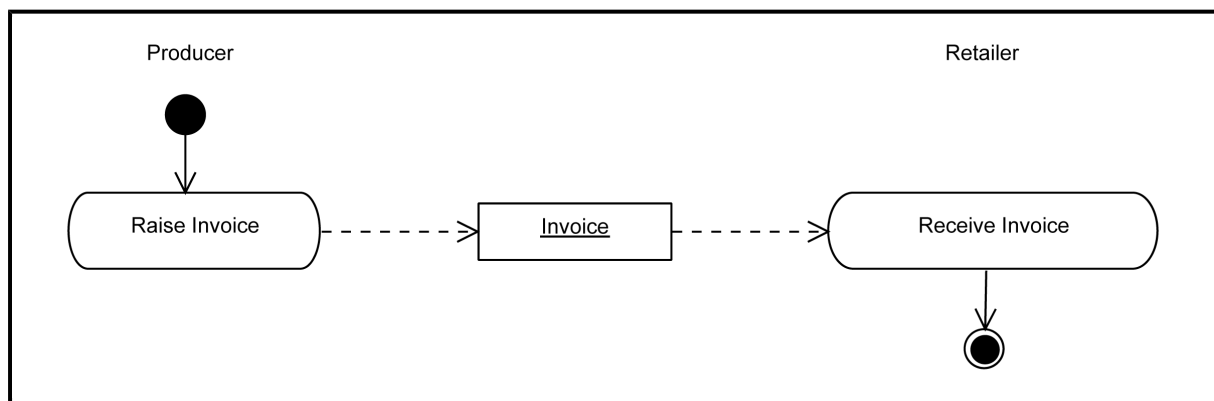 Producer
Retailer
Raise Invoice
Invoice
Receive Invoice